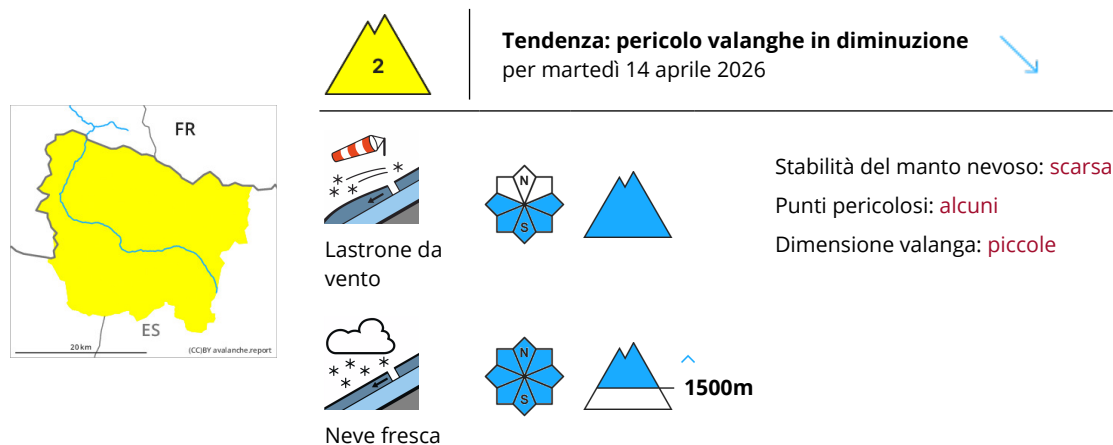 2
Tendenza: pericolo valanghe in diminuzione
per martedì 14 aprile 2026
FR
ES
20 km
(CC)BY avalanche.report
Lastrone da
vento
N
S
Stabilità del manto nevoso: scarsa
Punti pericolosi: alcuni
Dimensione valanga: piccole
Neve fresca
N
S
1500m